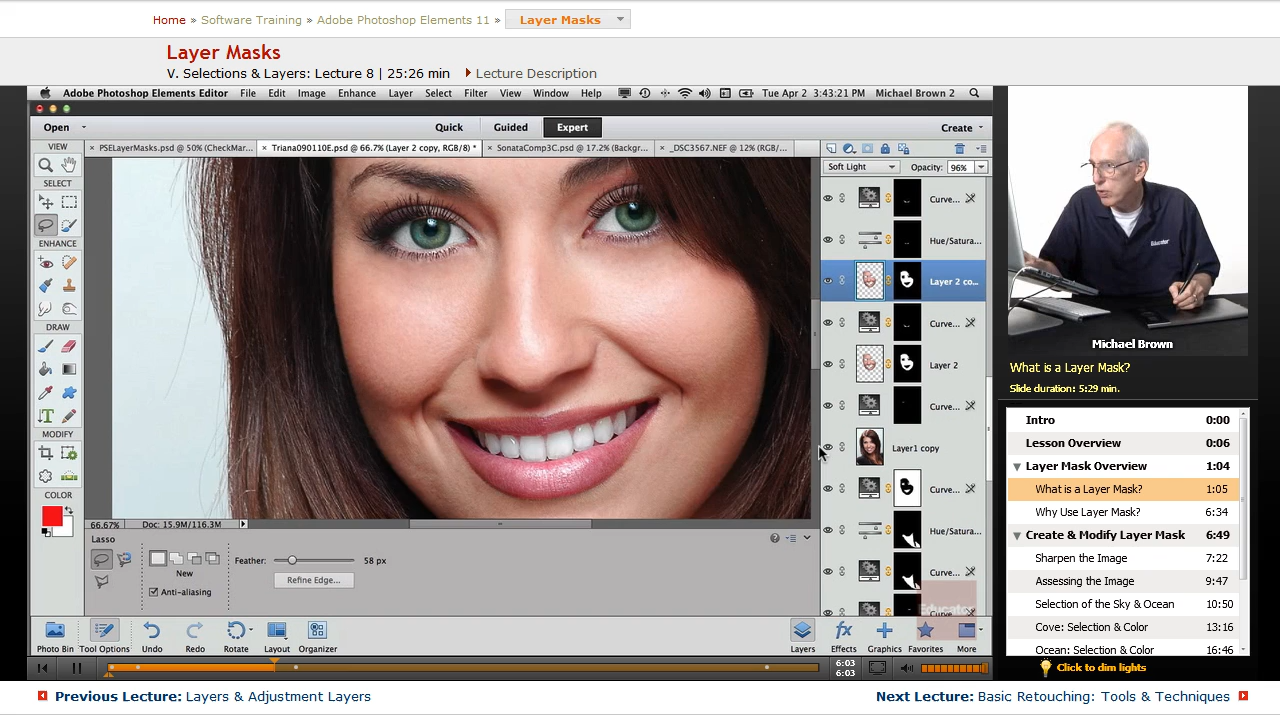 Home » Software Training » Adobe Photoshop Elements 11 » Layer Masks
Layer Masks
V. Selections & Layers: Lecture 8 | 25:26 min Lecture Description
Adobe Photoshop Elements Editor File Edit Image Enhance Layer Select Filter View Window Help Tue Apr 2 3:43:21 PM Michael Brown 2
Open Quick Guided Expert Create
VIEW
× PSELayerMasks.psd @ 50% (CheckMar... × Triana090110E.psd @ 66.7% (Layer 2 copy, RGB/8) * × SonataComp3C.psd @ 17.2% (Backgr... × _DSC3567.NEF @ 12% (RGB/...
Soft Light Opacity: 96%
SELECT
ENHANCE
DRAW
MODIFY
COLOR
Curve...
Hue/Satura...
Layer 2 co...
Curve...
Layer 2
Curve...
Layer1 copy
Curve...
Hue/Satura...
Curve...
Curve...
66.67% Doc: 15.9M/116.3M
Lasso
New
Anti-aliasing
Feather: 58 px
Refine Edge...
Educator
Photo Bin Tool Options Undo Redo Rotate Layout Organizer Layers Effects Graphics Favorites More
6:03
6:03
Educator
Michael Brown
What is a Layer Mask?
Slide duration: 5:29 min.
Intro 0:00
Lesson Overview 0:06
Layer Mask Overview 1:04
What is a Layer Mask? 1:05
Why Use Layer Mask? 6:34
Create & Modify Layer Mask 6:49
Sharpen the Image 7:22
Assessing the Image 9:47
Selection of the Sky & Ocean 10:50
Cove: Selection & Color 13:16
Ocean: Selection & Color 16:46
Click to dim lights
Previous Lecture: Layers & Adjustment Layers
Next Lecture: Basic Retouching: Tools & Techniques